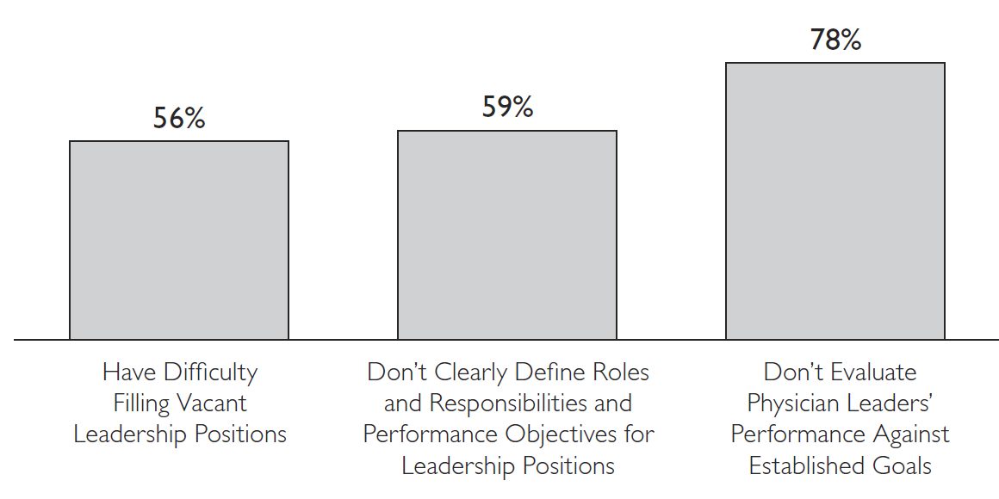 56%
59%
78%
Have Difficulty
Filling Vacant
Leadership Positions
Don’t Clearly Define Roles
and Responsibilities and
Performance Objectives for
Leadership Positions
Don’t Evaluate
Physician Leaders’
Performance Against
Established Goals